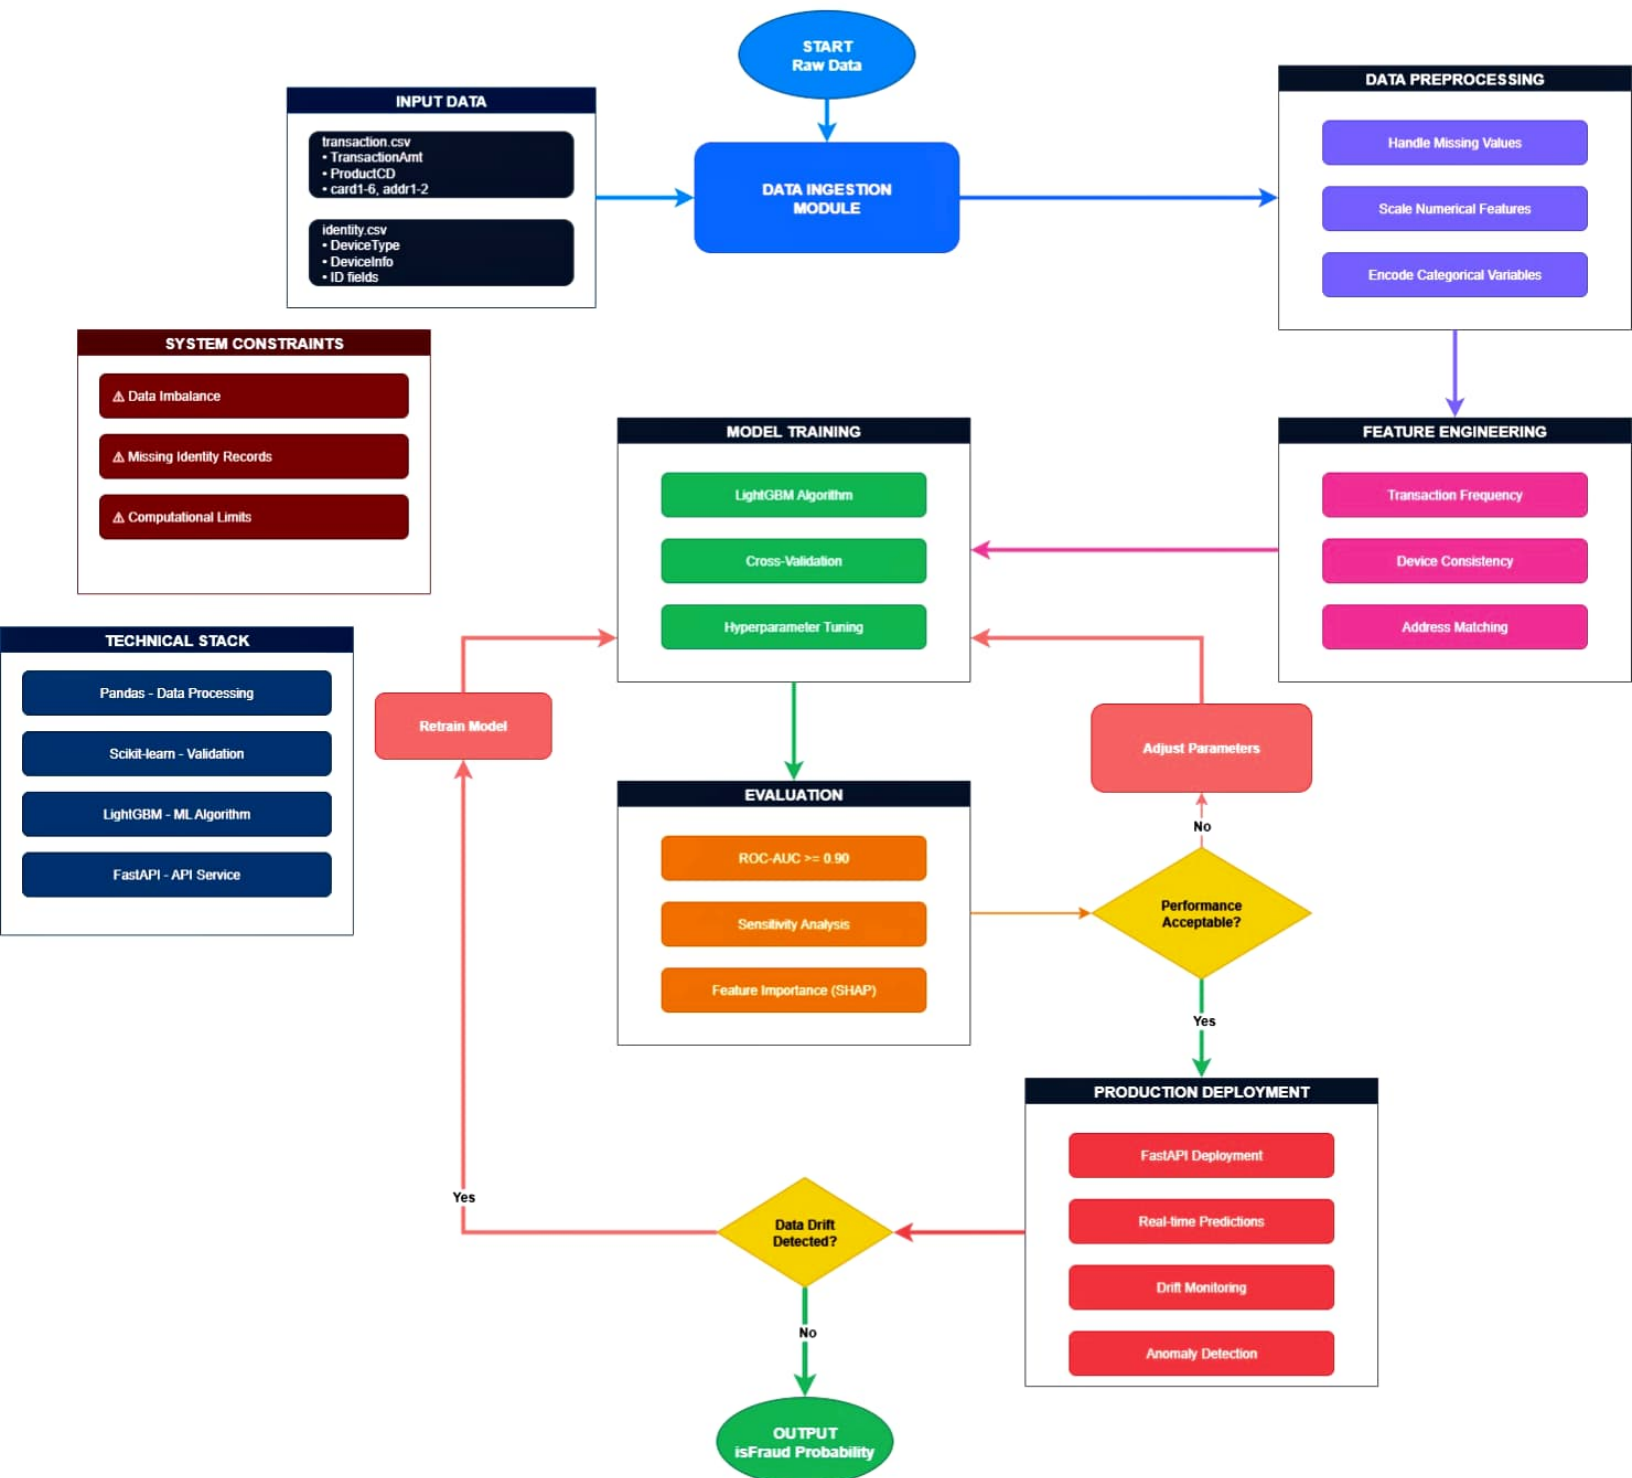 START
Raw Data
INPUT DATA
transaction.csv
• TransactionAmt
• ProductCD
• card1-6, addr1-2
identity.csv
• DeviceType
• DeviceInfo
• ID fields
DATA INGESTION
MODULE
DATA PREPROCESSING
Handle Missing Values
Scale Numerical Features
Encode Categorical Variables
SYSTEM CONSTRAINTS
⚠ Data Imbalance
⚠ Missing Identity Records
⚠ Computational Limits
MODEL TRAINING
LightGBM Algorithm
Cross-Validation
Hyperparameter Tuning
FEATURE ENGINEERING
Transaction Frequency
Device Consistency
Address Matching
TECHNICAL STACK
Pandas - Data Processing
Scikit-learn - Validation
LightGBM - ML Algorithm
FastAPI - API Service
Retrain Model
Adjust Parameters
No
EVALUATION
ROC-AUC >= 0.90
Sensitivity Analysis
Feature Importance (SHAP)
Performance
Acceptable?
Yes
PRODUCTION DEPLOYMENT
FastAPI Deployment
Real-time Predictions
Drift Monitoring
Anomaly Detection
Yes
Data Drift
Detected?
No
OUTPUT
isFraud Probability